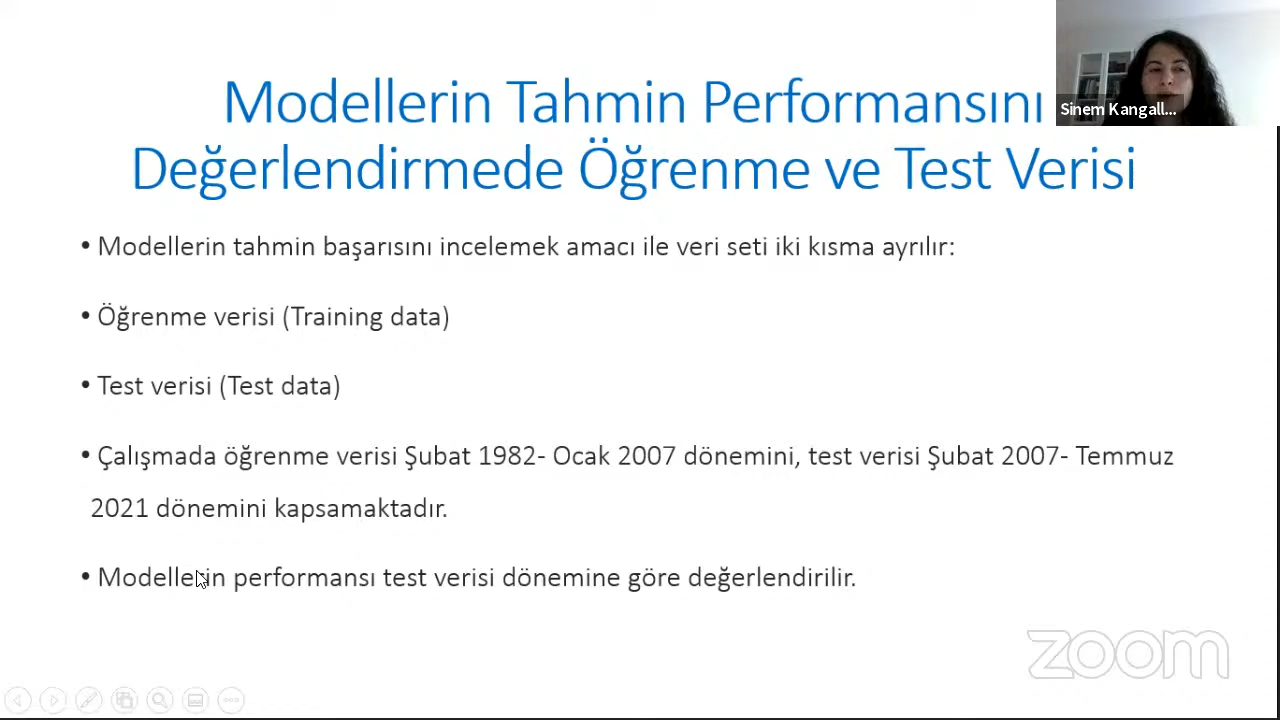 Modellerin Tahmin Performansını
Değerlendirmede Öğrenme ve Test Verisi
Sinem Kangall...
• Modellerin tahmin başarısını incelemek amacı ile veri seti iki kısma ayrılır:
• Öğrenme verisi (Training data)
• Test verisi (Test data)
• Çalışmada öğrenme verisi Şubat 1982- Ocak 2007 dönemini, test verisi Şubat 2007- Temmuz
2021 dönemini kapsamaktadır.
• Modellerin performansı test verisi dönemine göre değerlendirilir.
zoom